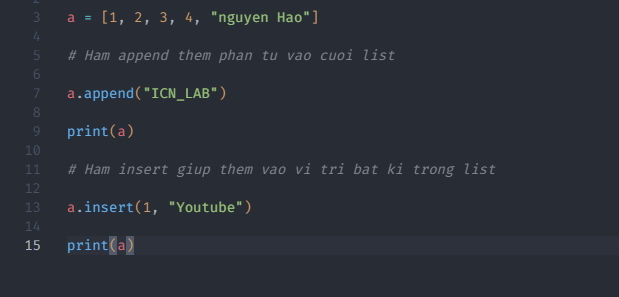 3 a = [1, 2, 3, 4, "nguyen Hao"]
4
5 # Ham append them phan tu vao cuoi list
6
7 a.append("ICN_LAB")
8
9 print(a)
10
11 # Ham insert giup them vao vi tri bat ki trong list
12
13 a.insert(1, "Youtube")
14
15 print(a)